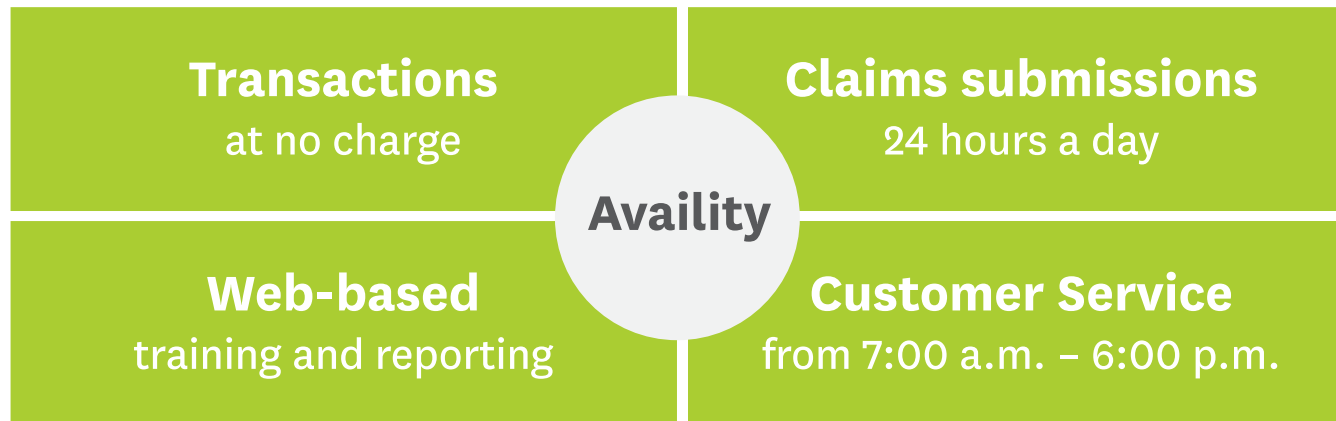 Transactions
at no charge
Claims submissions
24 hours a day
Availity
Web-based
training and reporting
Customer Service
from 7:00 a.m. – 6:00 p.m.